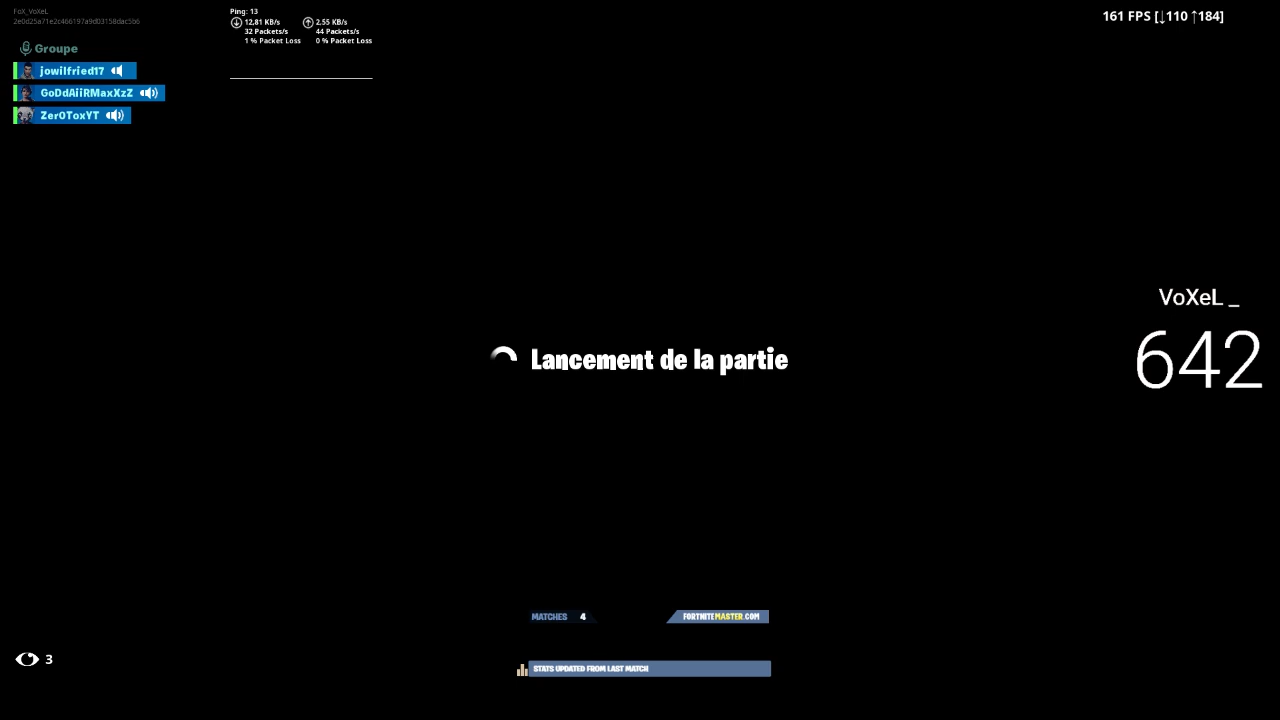 FoX_VoXeL
2e0d25a71e2c466197a9d03158dac5b6
Ping: 13
12,81 KB/s
2.55 KB/s
32 Packets/s
44 Packets/s
1 % Packet Loss
0 % Packet Loss
161 FPS [↓110 ↑184]
Groupe
jowilfried17
GoDdAiiRMaxXzZ
Zer0ToxYT
VoXeL _
642
Lancement de la partie
MATCHES 4
FORTNITEMASTER.COM
STATS UPDATED FROM LAST MATCH
3